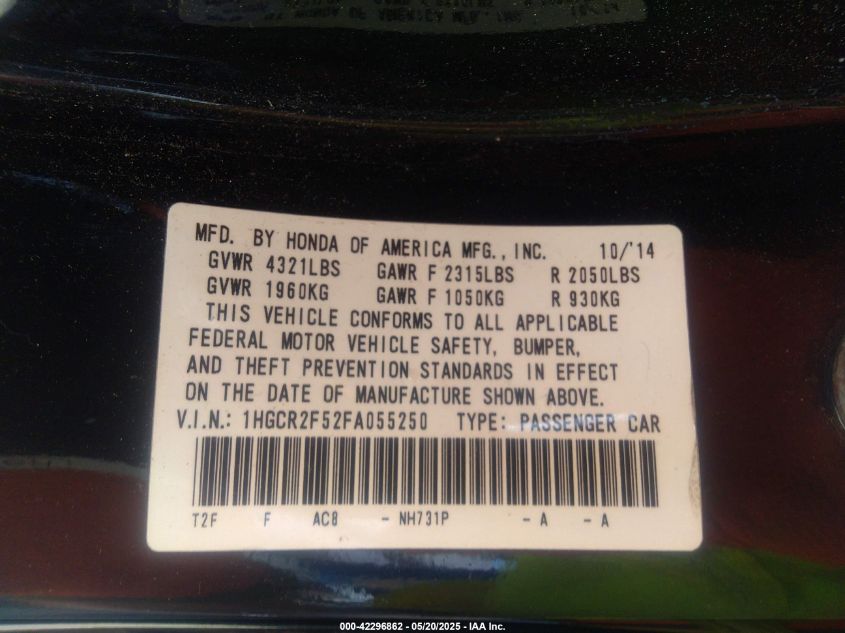 MFD. BY HONDA OF AMERICA MFG., INC. 10/'14
GVWR 4321LBS GAWR F 2315LBS R 2050LBS
GVWR 1960KG GAWR F 1050KG R 930KG
THIS VEHICLE CONFORMS TO ALL APPLICABLE
FEDERAL MOTOR VEHICLE SAFETY, BUMPER,
AND THEFT PREVENTION STANDARDS IN EFFECT
ON THE DATE OF MANUFACTURE SHOWN ABOVE.
V.I.N.: 1HGCR2F52FA055250 TYPE: PASSENGER CAR
T2F F AC8 - NH731P - A - A
000-42296862 - 05/20/2025 - IAA Inc.